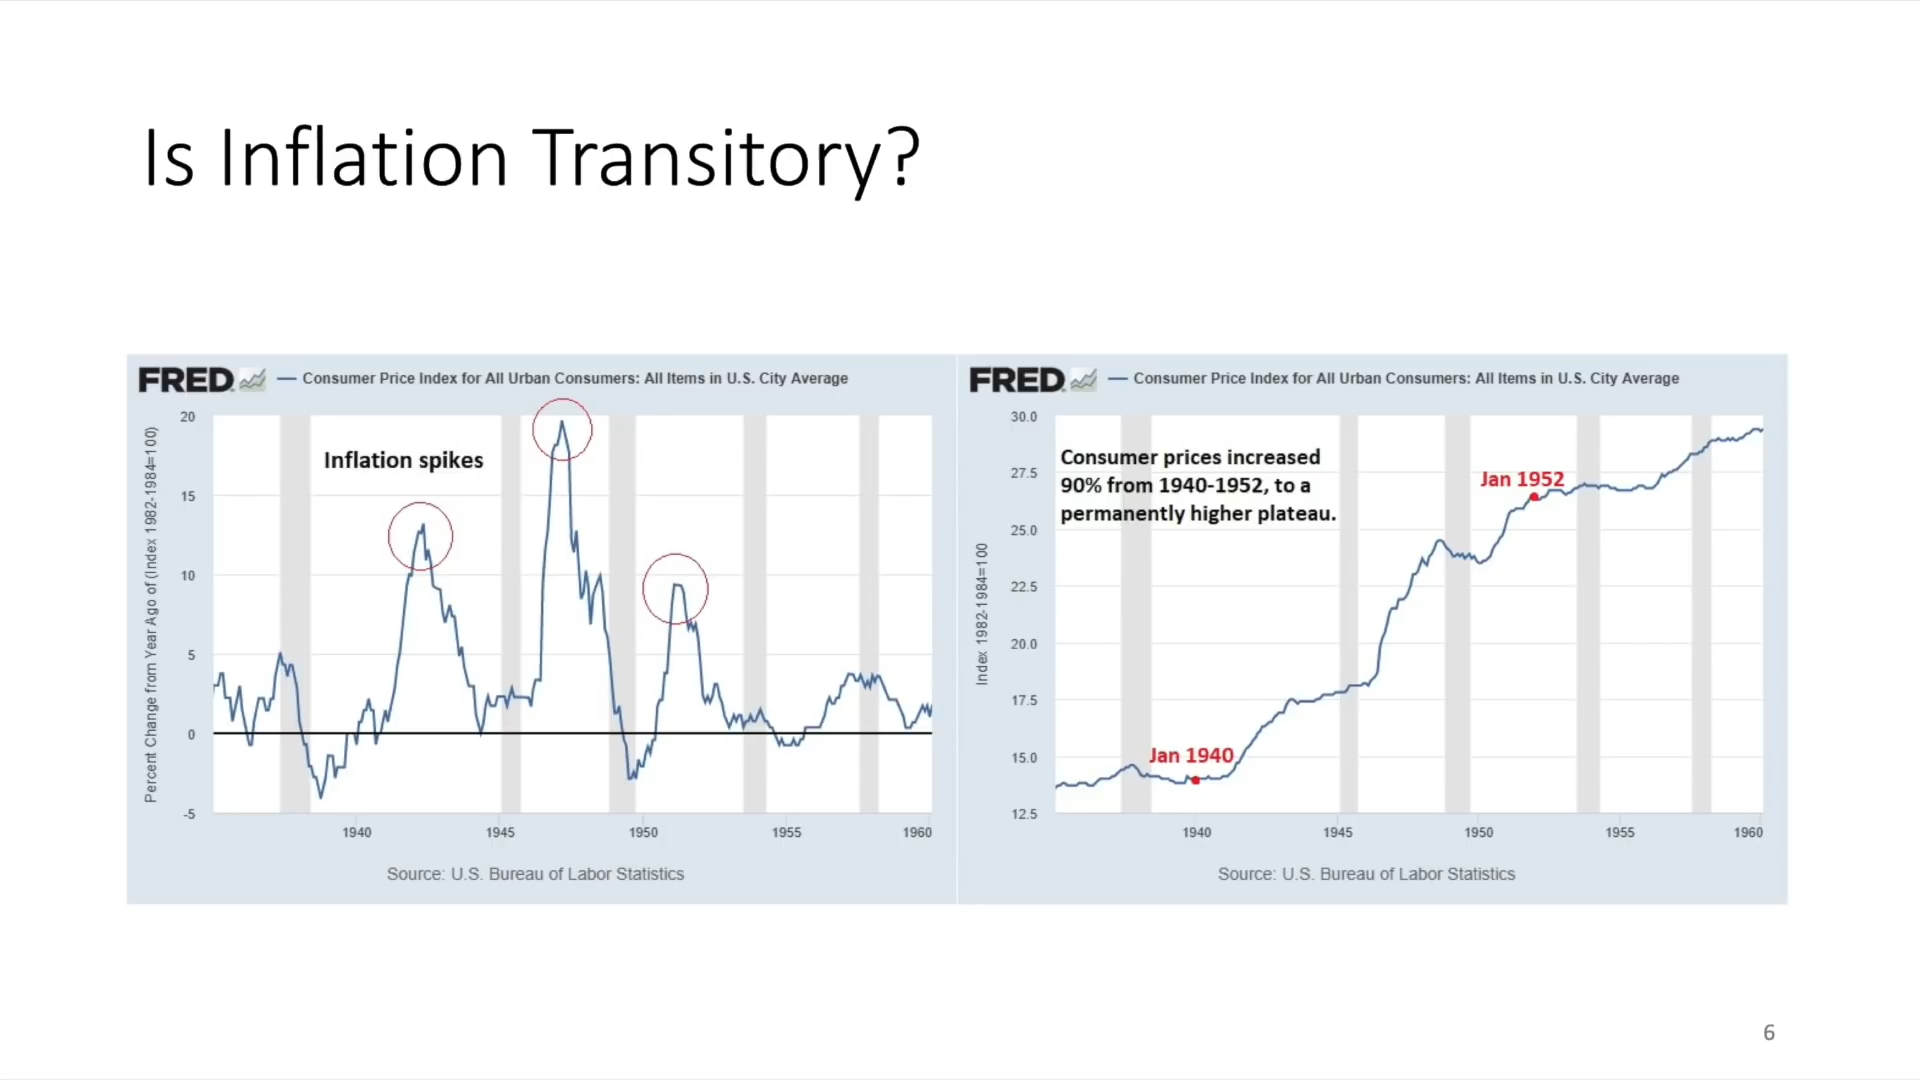 Is Inflation Transitory?
FRED
Consumer Price Index for All Urban Consumers: All Items in U.S. City Average
Percent Change from Year Ago of (Index 1982-1984=100)
20
15
10
5
0
-5
Inflation spikes
1940
1945
1950
1955
1960
Source: U.S. Bureau of Labor Statistics
FRED
Consumer Price Index for All Urban Consumers: All Items in U.S. City Average
Index 1982-1984=100
30.0
27.5
25.0
22.5
20.0
17.5
15.0
12.5
Consumer prices increased
90% from 1940-1952, to a
permanently higher plateau.
Jan 1952
Jan 1940
1940
1945
1950
1955
1960
Source: U.S. Bureau of Labor Statistics
6